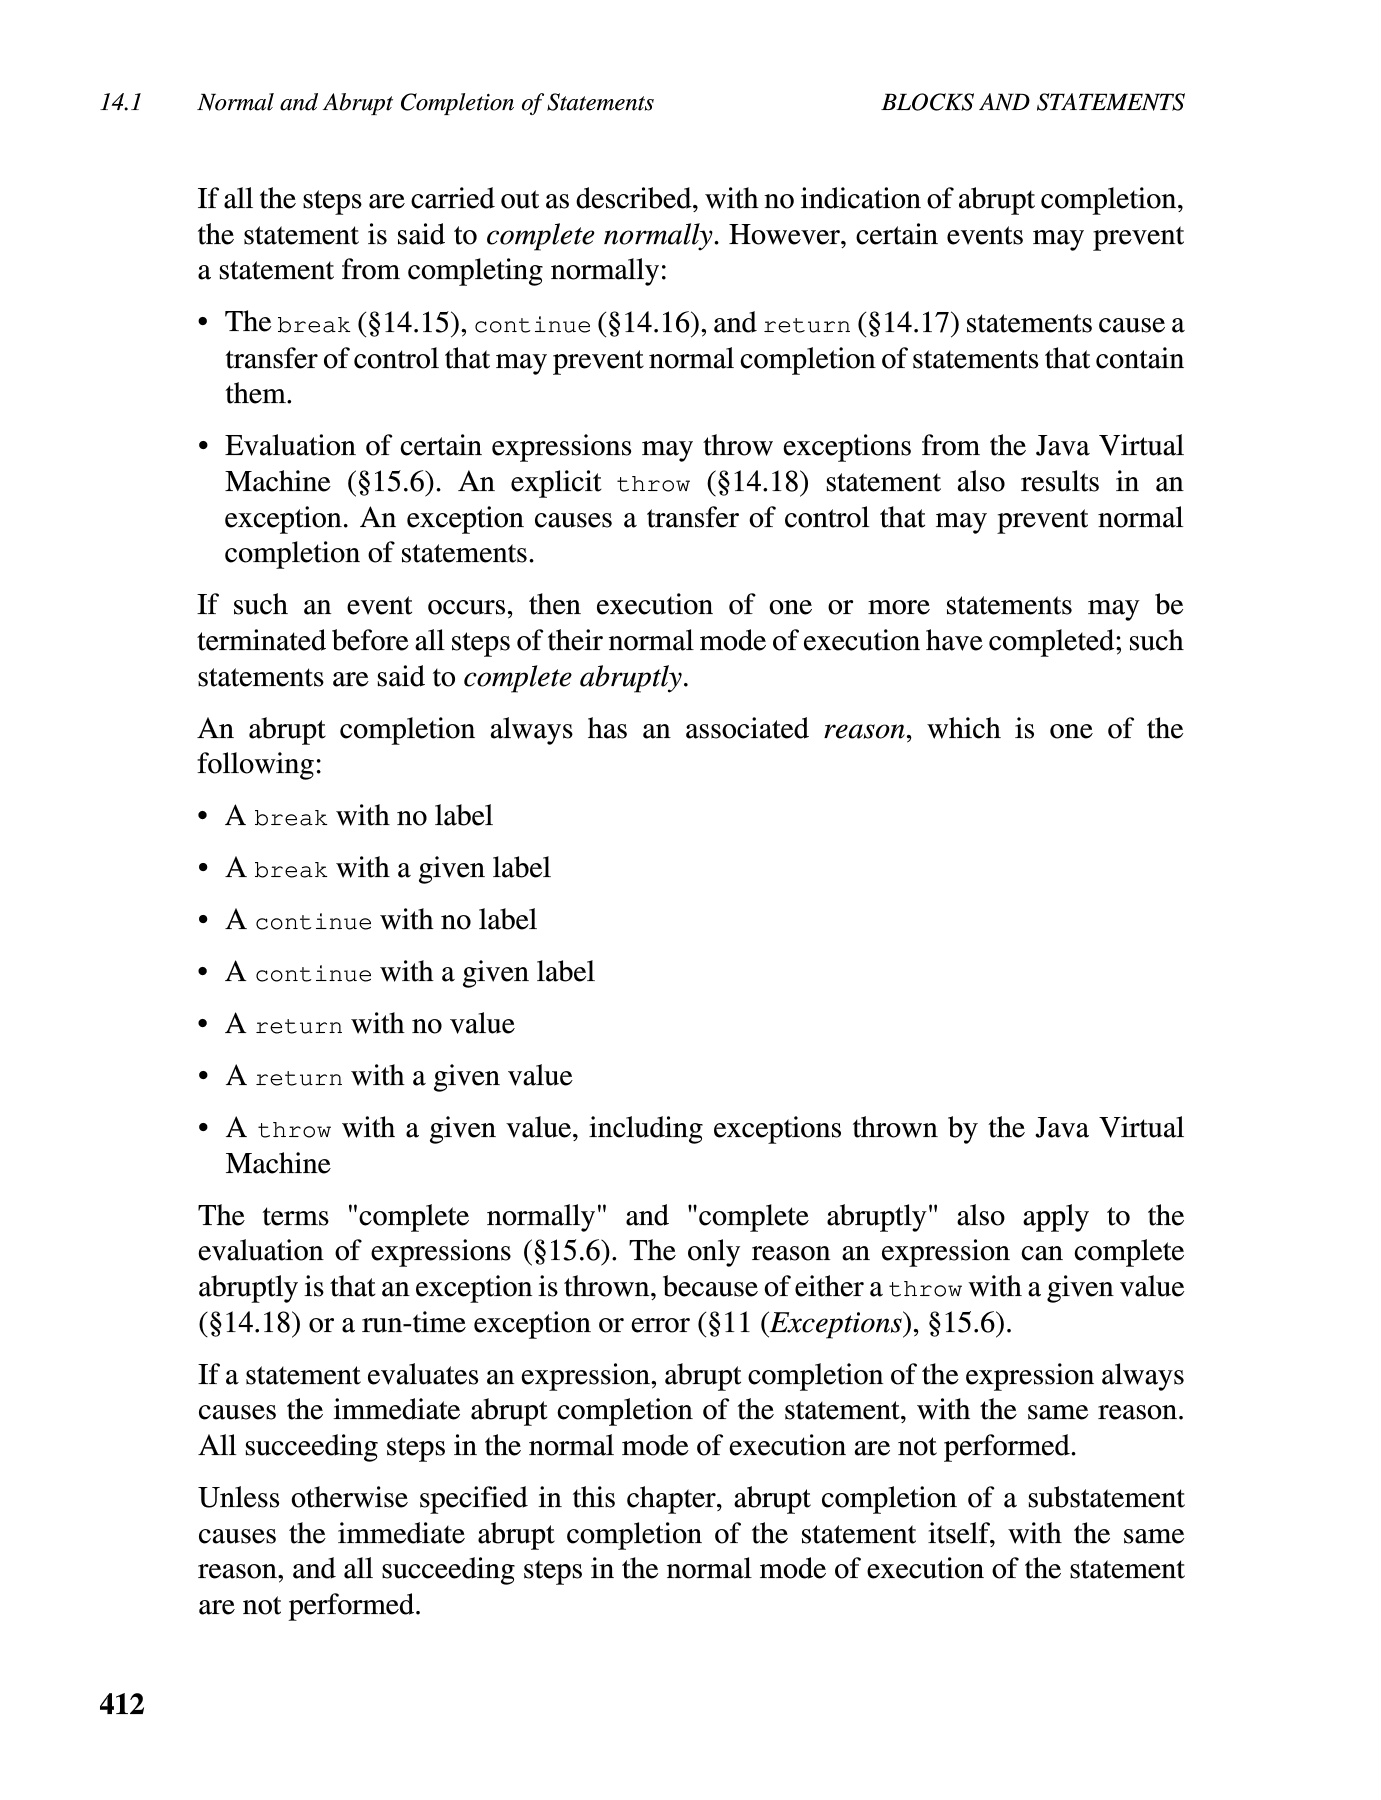 14.1 Normal and Abrupt Completion of Statements BLOCKS AND STATEMENTS
If all the steps are carried out as described, with no indication of abrupt completion,
the statement is said to complete normally. However, certain events may prevent
a statement from completing normally:
• The break (§14.15), continue (§14.16), and return (§14.17) statements cause a
transfer of control that may prevent normal completion of statements that contain
them.
• Evaluation of certain expressions may throw exceptions from the Java Virtual
Machine (§15.6). An explicit throw (§14.18) statement also results in an
exception. An exception causes a transfer of control that may prevent normal
completion of statements.
If such an event occurs, then execution of one or more statements may be
terminated before all steps of their normal mode of execution have completed; such
statements are said to complete abruptly.
An abrupt completion always has an associated reason, which is one of the
following:
• A break with no label
• A break with a given label
• A continue with no label
• A continue with a given label
• A return with no value
• A return with a given value
• A throw with a given value, including exceptions thrown by the Java Virtual
Machine
The terms "complete normally" and "complete abruptly" also apply to the
evaluation of expressions (§15.6). The only reason an expression can complete
abruptly is that an exception is thrown, because of either a throw with a given value
(§14.18) or a run-time exception or error (§11 (Exceptions), §15.6).
If a statement evaluates an expression, abrupt completion of the expression always
causes the immediate abrupt completion of the statement, with the same reason.
All succeeding steps in the normal mode of execution are not performed.
Unless otherwise specified in this chapter, abrupt completion of a substatement
causes the immediate abrupt completion of the statement itself, with the same
reason, and all succeeding steps in the normal mode of execution of the statement
are not performed.
412